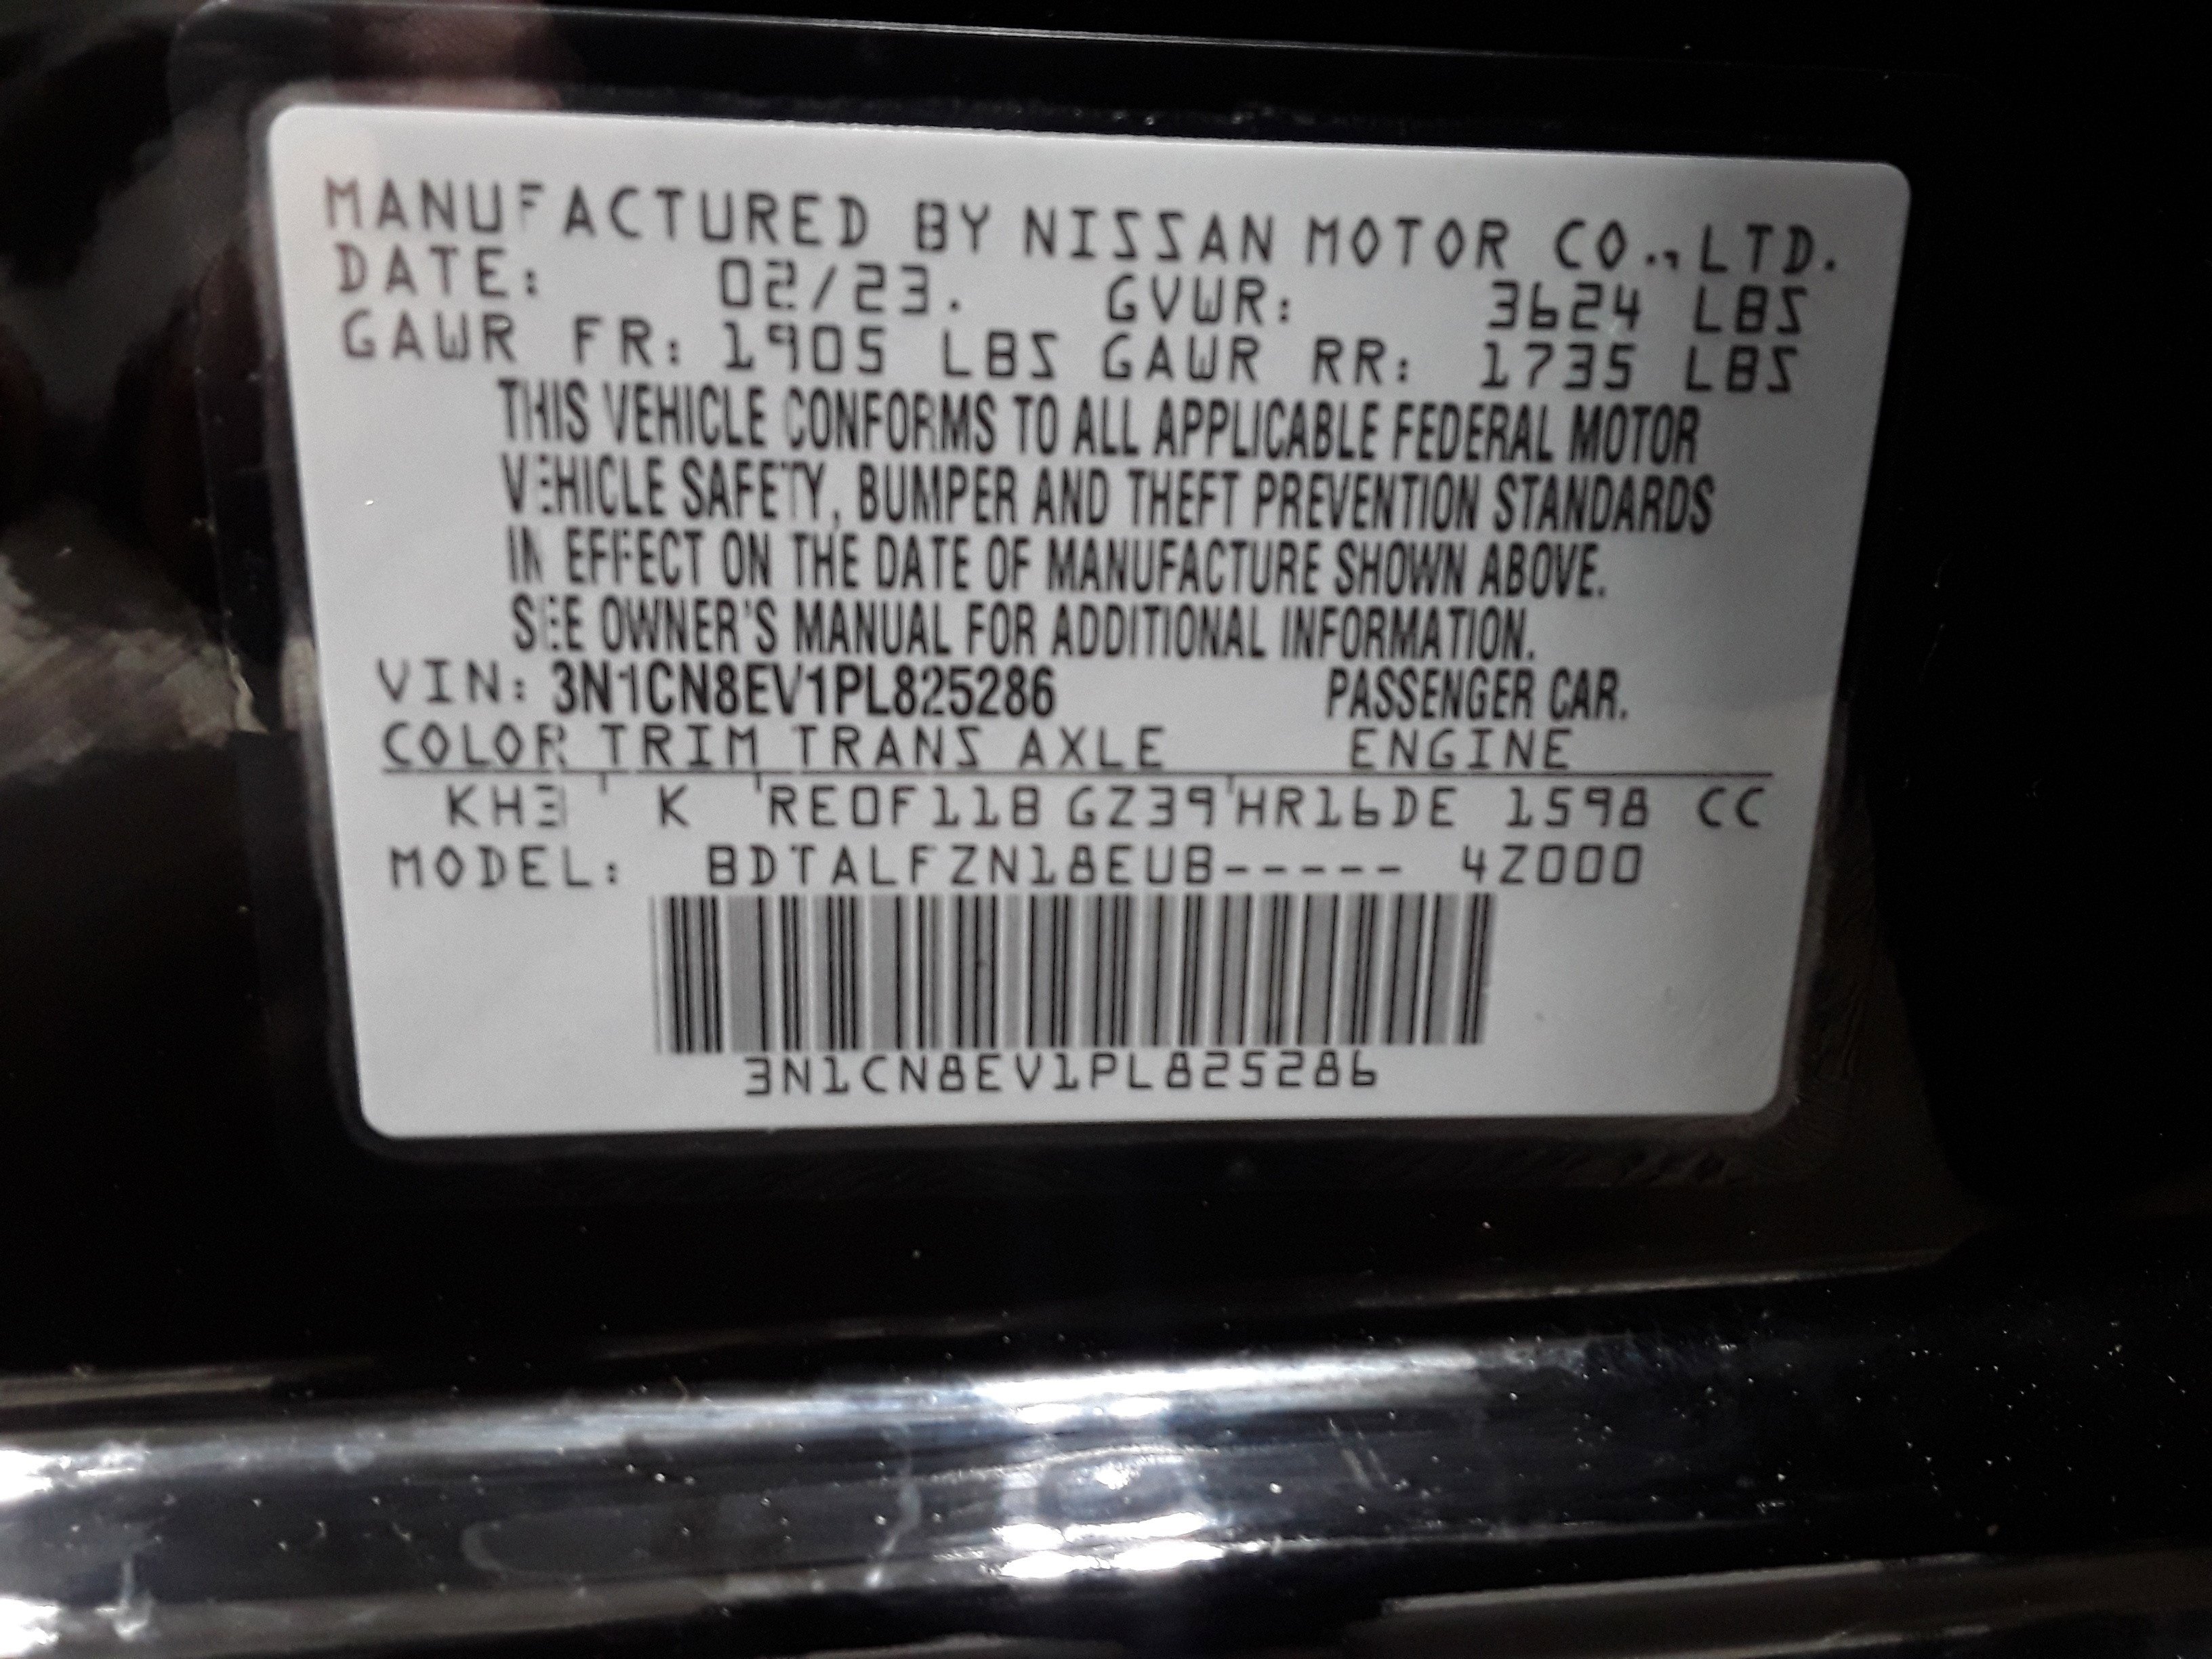 MANUFACTURED BY NISSAN MOTOR CO.,LTD.
DATE: 02/23. GVWR: 3624 LBS
GAWR FR: 1905 LBS GAWR RR: 1735 LBS
THIS VEHICLE CONFORMS TO ALL APPLICABLE FEDERAL MOTOR
VEHICLE SAFETY, BUMPER AND THEFT PREVENTION STANDARDS
IN EFFECT ON THE DATE OF MANUFACTURE SHOWN ABOVE.
SEE OWNER'S MANUAL FOR ADDITIONAL INFORMATION.
VIN: 3N1CN8EV1PL825286 PASSENGER CAR.
COLOR TRIM TRANS AXLE ENGINE
KH3 K RE0F11B GZ39 HR16DE 1598 CC
MODEL: BDTALFZN18EUB----- 4Z000
3N1CN8EV1PL825286